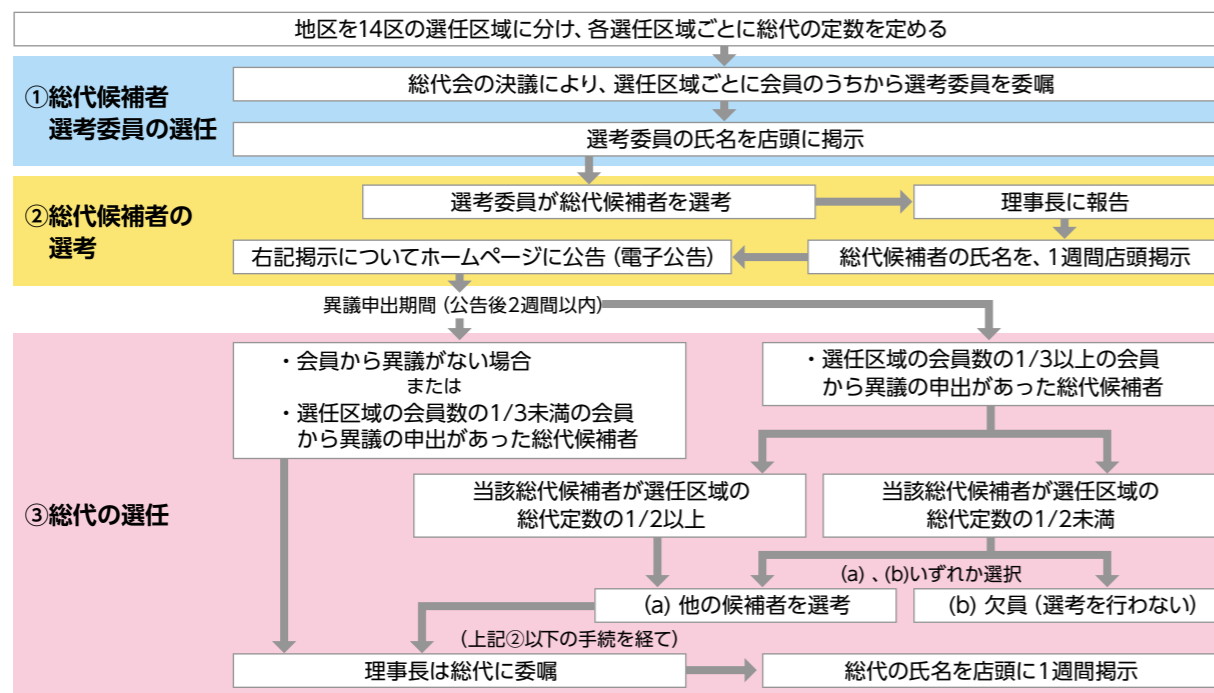 地区を14区の選任区域に分け、各選任区域ごとに総代の定数を定める
①総代候補者
選考委員の選任
総代会の決議により、選任区域ごとに会員のうちから選考委員を委嘱
選考委員の氏名を店頭に掲示
②総代候補者の
選考
選考委員が総代候補者を選考
理事長に報告
総代候補者の氏名を、1週間店頭掲示
右記掲示についてホームページに公告（電子公告）
異議申出期間（公告後2週間以内）
③総代の選任
・会員から異議がない場合
または
・選任区域の会員数の1/3未満の会員
から異議の申出があった総代候補者
・選任区域の会員数の1/3以上の会員
から異議の申出があった総代候補者
当該総代候補者が選任区域の
総代定数の1/2以上
当該総代候補者が選任区域の
総代定数の1/2未満
(a) 、(b)いずれか選択
(a) 他の候補者を選考
(b) 欠員（選考を行わない）
（上記②以下の手続を経て）
理事長は総代に委嘱
総代の氏名を店頭に1週間掲示